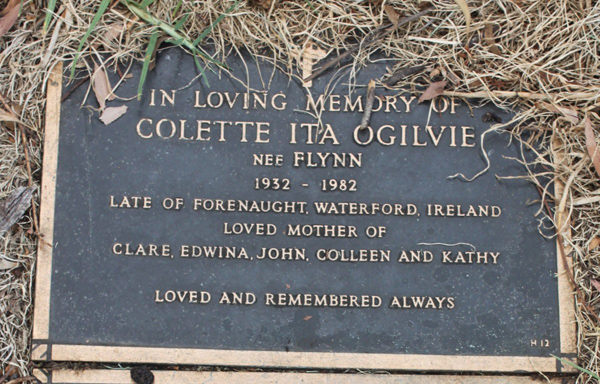 IN LOVING MEMORY OF
COLETTE ITA OGILVIE
NEE FLYNN
1932 - 1982
LATE OF FORENAUGHT, WATERFORD, IRELAND
LOVED MOTHER OF
CLARE, EDWINA, JOHN, COLLEEN AND KATHY
LOVED AND REMEMBERED ALWAYS
H 12